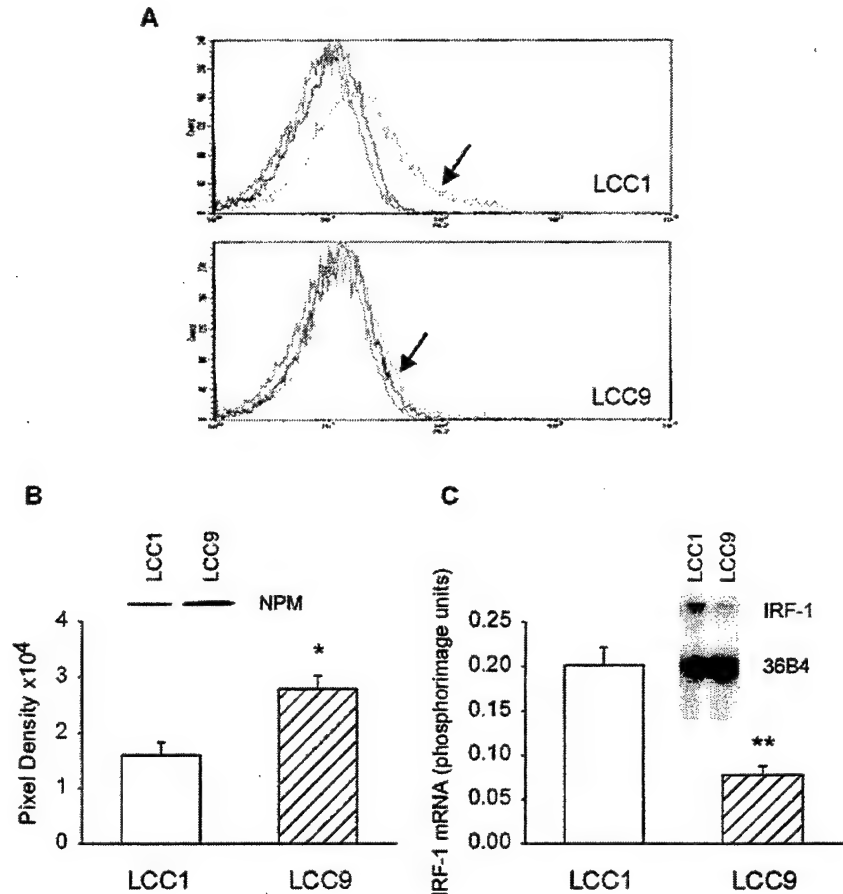 A
LCC1
LCC9
B
C
LCC1
LCC9
NPM
Pixel Density x10⁴
4
3
2
1
0
*
LCC1
LCC9
IRF-1 mRNA (phosphorimage units)
0.25
0.20
0.15
0.10
0.05
0.00
LCC1
LCC9
IRF-1
36B4
**
LCC1
LCC9